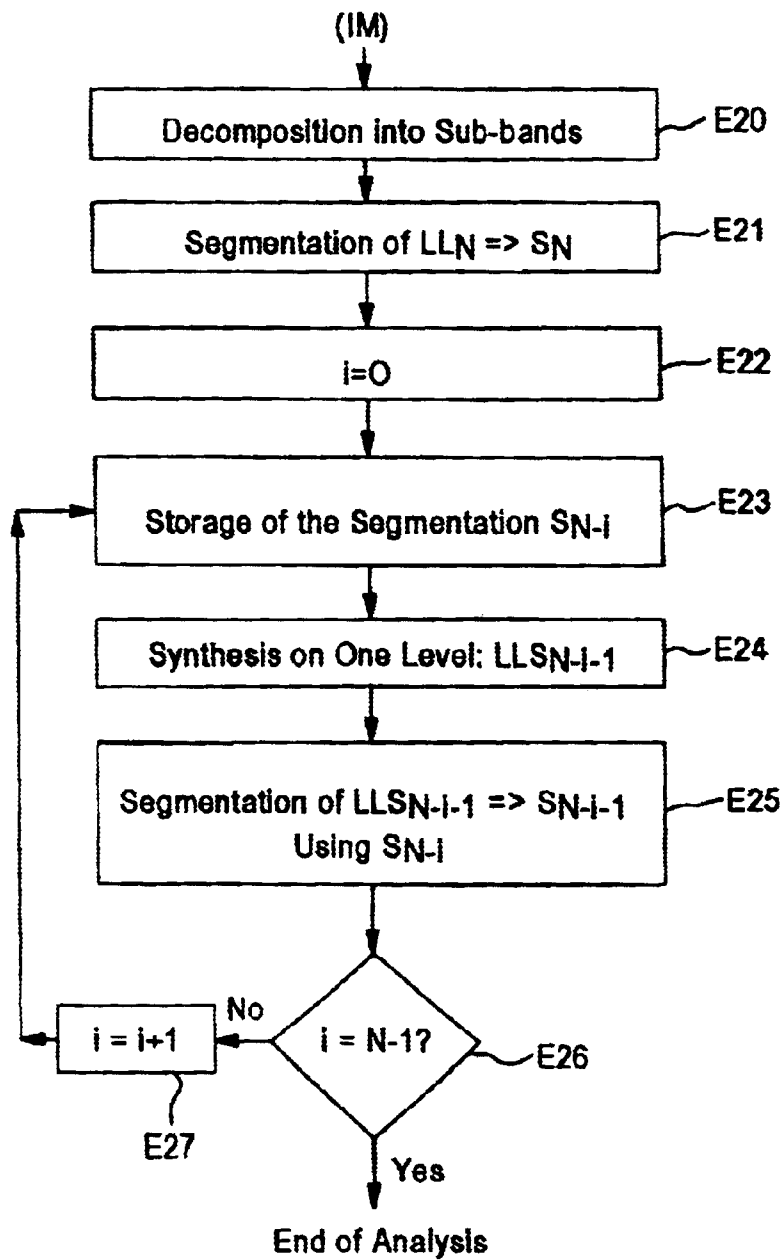 (IM)
Decomposition into Sub-bands
E20
Segmentation of LLN => SN
E21
i=O
E22
Storage of the Segmentation SN-i
E23
Synthesis on One Level: LLSN-i-1
E24
Segmentation of LLSN-i-1 => SN-i-1
Using SN-i
E25
i = N-1?
E26
No
i = i+1
E27
Yes
End of Analysis